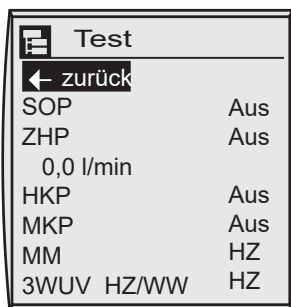 Test
← zurück
SOP Aus
ZHP Aus
0,0 l/min
HKP Aus
MKP Aus
MM HZ
3WUV HZ/WW HZ